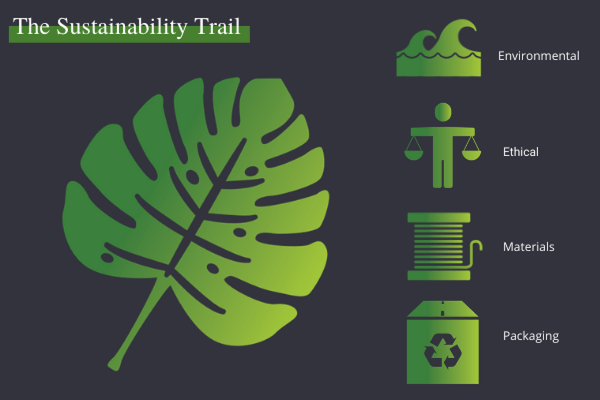 The Sustainability Trail
Environmental
Ethical
Materials
Packaging